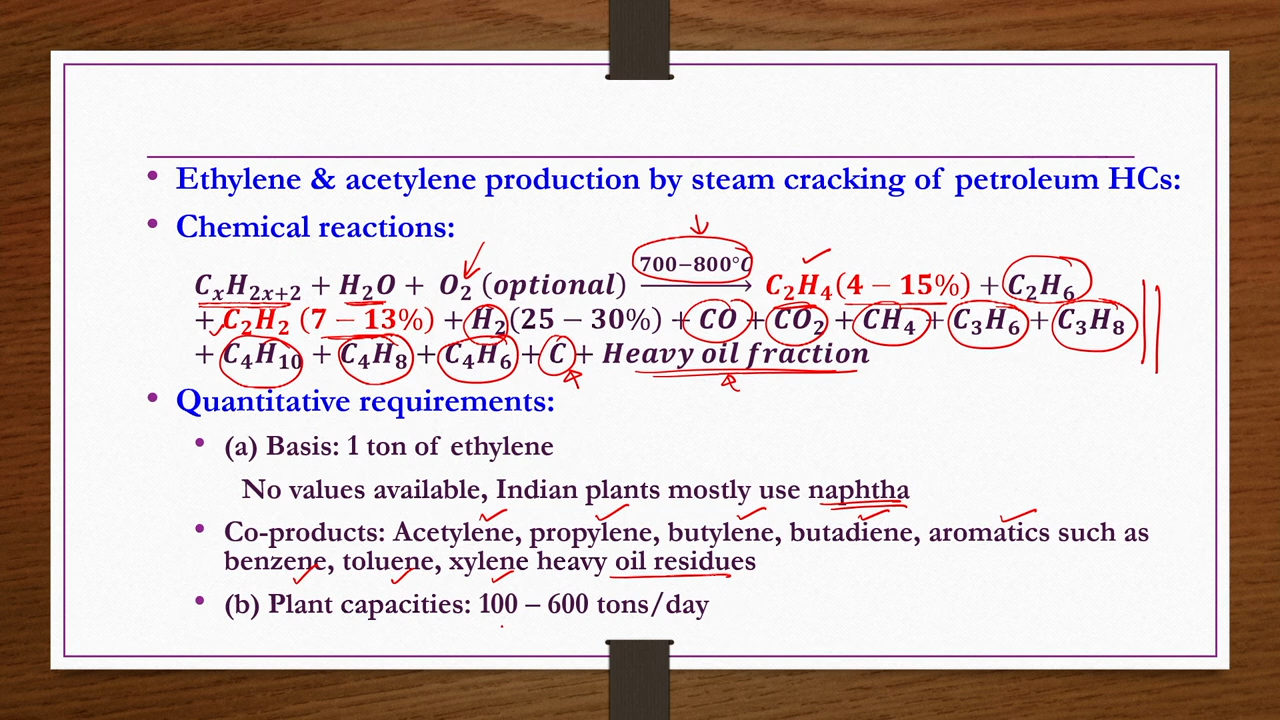 Ethylene & acetylene production by steam cracking of petroleum HCs:
Chemical reactions:
CₓH₂ₓ₊₂ + H₂O + O₂ (optional) —700−800°C→ C₂H₄(4 − 15%) + C₂H₆
+ C₂H₂ (7 − 13%) + H₂(25 − 30%) + CO + CO₂ + CH₄ + C₃H₆ + C₃H₈
+ C₄H₁₀ + C₄H₈ + C₄H₆ + C + Heavy oil fraction
Quantitative requirements:
(a) Basis: 1 ton of ethylene
No values available, Indian plants mostly use naphtha
Co-products: Acetylene, propylene, butylene, butadiene, aromatics such as
benzene, toluene, xylene heavy oil residues
(b) Plant capacities: 100 – 600 tons/day